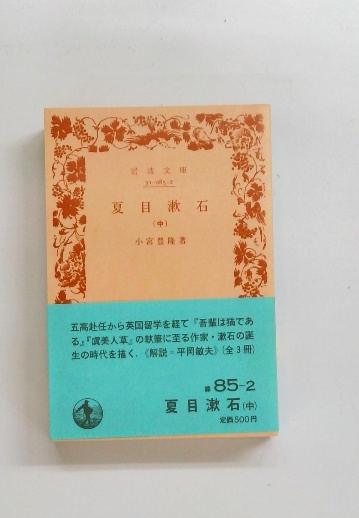 岩波文庫
31-085-2
夏目漱石
(中)
小宮豊隆著
五高赴任から英国留学を経て『吾輩は猫であ
る』『虞美人草』の執筆に至る作家・漱石の誕
生の時代を描く.《解説=平岡敏夫》〔全3冊〕
緑85-2
夏目漱石(中)
定価500円